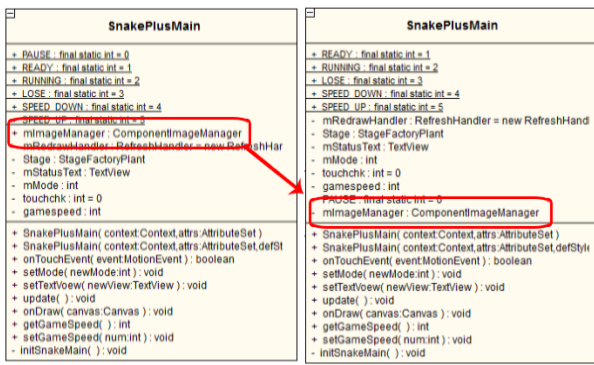 SnakePlusMain
+ PAUSE : final static int = 0
+ READY : final static int = 1
+ RUNNING : final static int = 2
+ LOSE : final static int = 3
+ SPEED_DOWN : final static int = 4
+ SPEED_UP : final static int = 5
+ mImageManager : ComponentImageManager
- mRedrawHandler : RefreshHandler = new RefreshHar
- Stage : StageFactoryPlant
- mStatusText : TextView
- mMode : int
- touchchk : int = 0
- gamespeed : int
+ SnakePlusMain( context:Context,attrs:AttributeSet )
+ SnakePlusMain( context:Context,attrs:AttributeSet,defSt
+ onTouchEvent( event:MotionEvent ) : boolean
+ setMode( newMode:int ) : void
+ setTextVoew( newView:TextView ) : void
+ update( ) : void
+ onDraw( canvas:Canvas ) : void
+ getGameSpeed( ) : int
+ setGameSpeed( num:int ) : void
- initSnakeMain( ) : void
SnakePlusMain
+ READY : final static int = 1
+ RUNNING : final static int = 2
+ LOSE : final static int = 3
+ SPEED_DOWN : final static int = 4
+ SPEED_UP : final static int = 5
- mRedrawHandler : RefreshHandler = new RefreshHandl
- Stage : StageFactoryPlant
- mStatusText : TextView
- mMode : int
- touchchk : int = 0
- gamespeed : int
- PAUSE : final static int = 0
- mImageManager : ComponentImageManager
+ SnakePlusMain( context:Context,attrs:AttributeSet )
+ SnakePlusMain( context:Context,attrs:AttributeSet,defStyle
+ onTouchEvent( event:MotionEvent ) : boolean
+ setMode( newMode:int ) : void
+ setTextVoew( newView:TextView ) : void
+ update( ) : void
+ onDraw( canvas:Canvas ) : void
+ getGameSpeed( ) : int
+ setGameSpeed( num:int ) : void
- initSnakeMain( ) : void